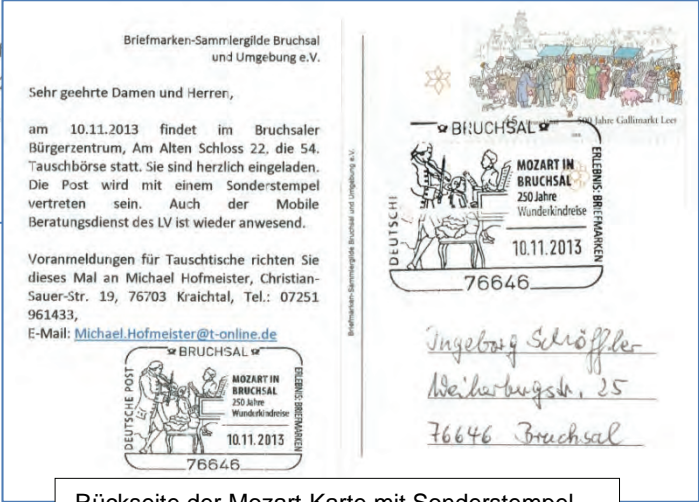 Briefmarken-Sammlergilde Bruchsal
und Umgebung e.V.
Sehr geehrte Damen und Herren,
am 10.11.2013 findet im Bruchsaler
Bürgerzentrum, Am Alten Schloss 22, die 54.
Tauschbörse statt. Sie sind herzlich eingeladen.
Die Post wird mit einem Sonderstempel
vertreten sein. Auch der Mobile
Beratungsdienst des LV ist wieder anwesend.
Voranmeldungen für Tauschtische richten Sie
dieses Mal an Michael Hofmeister, Christian-
Sauer-Str. 19, 76703 Kraichtal, Tel.: 07251
961433,
E-Mail: Michael.Hofmeister@t-online.de
BRUCHSAL
DEUTSCHE POST
MOZART IN
BRUCHSAL
250 Jahre
Wunderkindreise
10.11.2013
ERLEBNIS: BRIEFMARKEN
76646
Briefmarken-Sammlergilde Bruchsal und Umgebung e.V.
45
500 Jahre Gallimarkt Leer
BRUCHSAL
DEUTSCHE
MOZART IN
BRUCHSAL
250 Jahre
Wunderkindreise
10.11.2013
ERLEBNIS: BRIEFMARKEN
76646
Ingeborg Schöffler
Weiherbergstr. 25
76646 Bruchsal
Rückseite der Mozart-Karte mit Sonderstempel